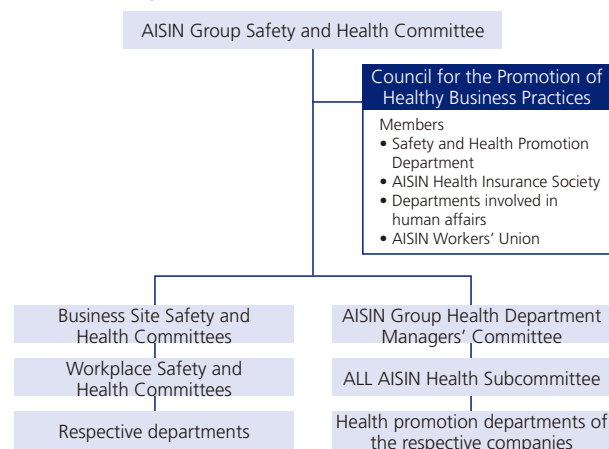 AISIN Group Safety and Health Committee
Council for the Promotion of
Healthy Business Practices
Members
• Safety and Health Promotion
Department
• AISIN Health Insurance Society
• Departments involved in
human affairs
• AISIN Workers’ Union
Business Site Safety and
Health Committees
Workplace Safety and
Health Committees
Respective departments
AISIN Group Health Department
Managers’ Committee
ALL AISIN Health Subcommittee
Health promotion departments of
the respective companies